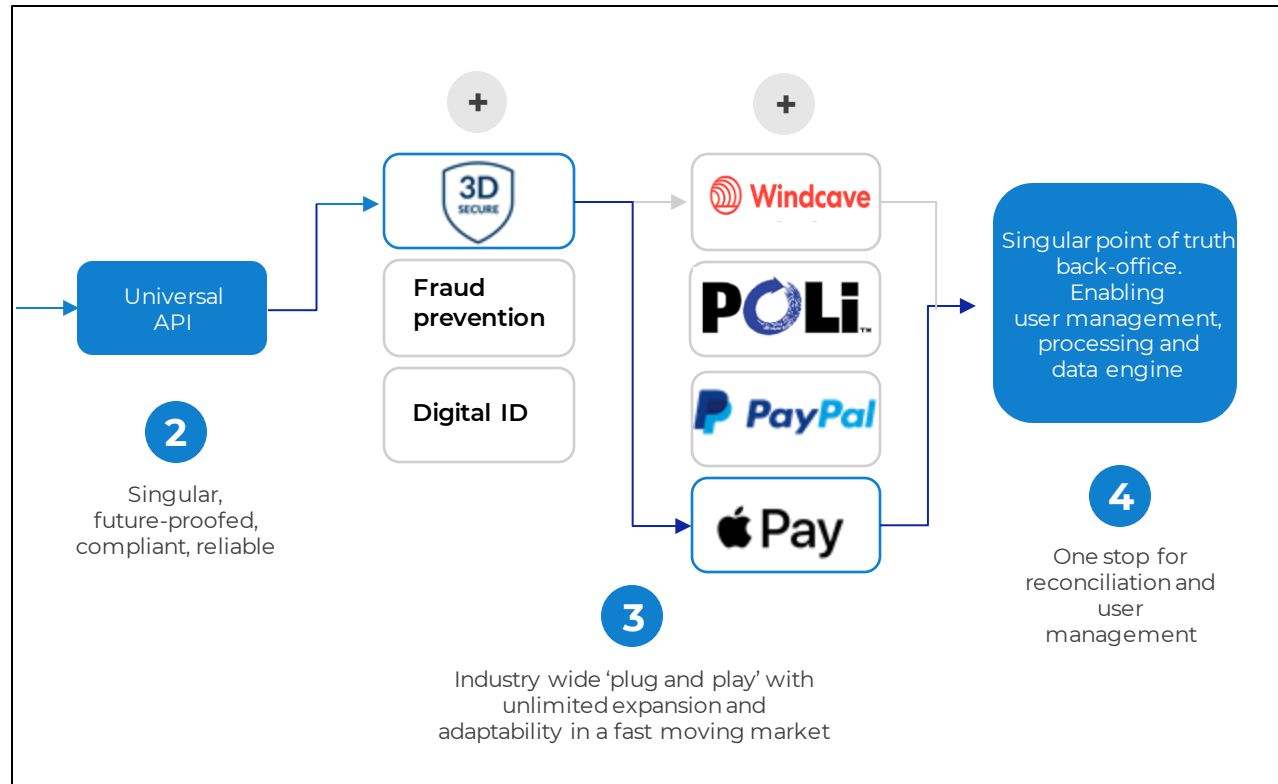 +
+
3D
SECURE
Windcave
Universal
API
Fraud
prevention
POLi™
Singular point of truth
back-office.
Enabling
user management,
processing and
data engine
Digital ID
PayPal
2
Singular,
future-proofed,
compliant, reliable
Pay
4
One stop for
reconciliation and
user
management
3
Industry wide ‘plug and play’ with
unlimited expansion and
adaptability in a fast moving market